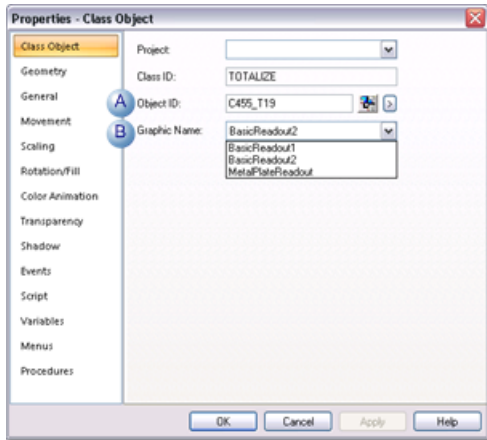 Properties - Class Object
Class Object
Geometry
General
Movement
Scaling
Rotation/Fill
Color Animation
Transparency
Shadow
Events
Script
Variables
Menus
Procedures
Project:
Class ID: TOTALIZE
A Object ID: C455_T19 >
B Graphic Name: BasicReadout2
BasicReadout1
BasicReadout2
MetalPlateReadout
OK Cancel Apply Help